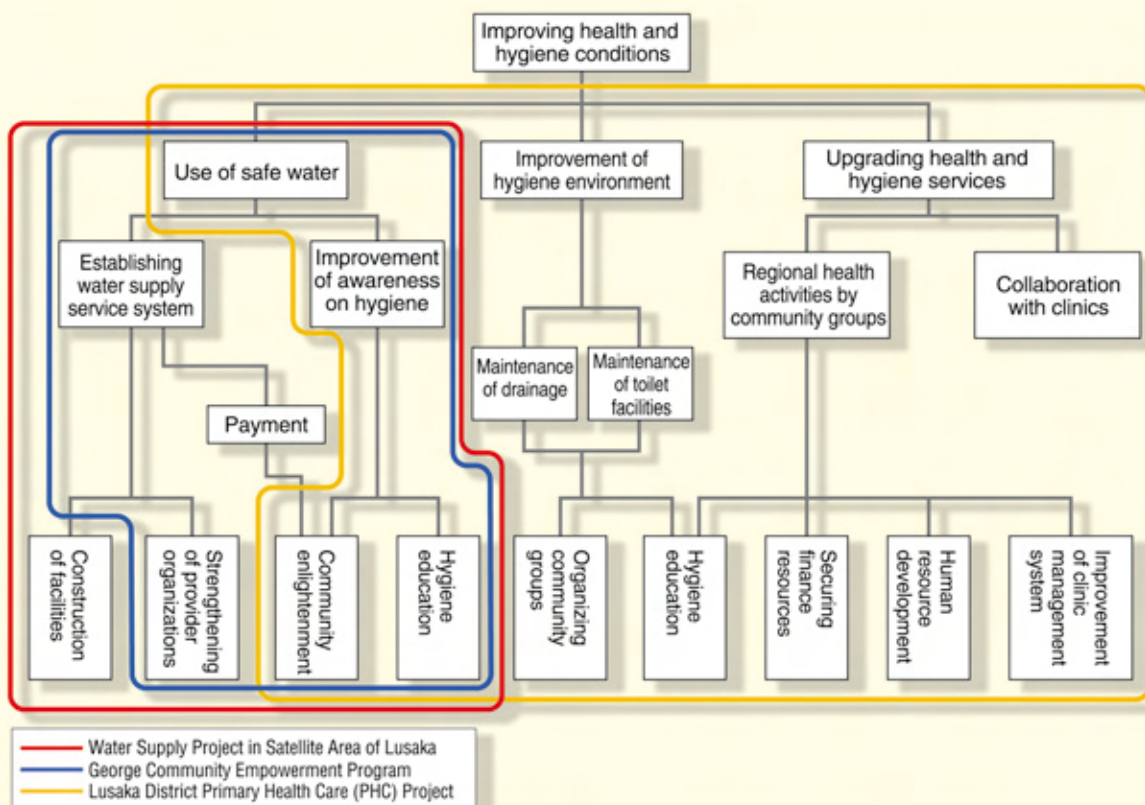 Improving health and
hygiene conditions
Use of safe water
Improvement of
hygiene environment
Upgrading health and
hygiene services
Establishing
water supply
service system
Improvement
of awareness on
hygiene
Regional health
activities by
community groups
Collaboration
with clinics
Maintenance
of drainage
Maintenance
of toilet
facilities
Payment
Construction
of facilities
Strengthening
of provider
organizations
Community
enlightenment
Hygiene
education
Organizing
community
groups
Hygiene
education
Securing
finance
resources
Human
resource
development
Improvement
of clinic
management
system
Water Supply Project in Satellite Area of Lusaka
George Community Empowerment Program
Lusaka District Primary Health Care (PHC) Project